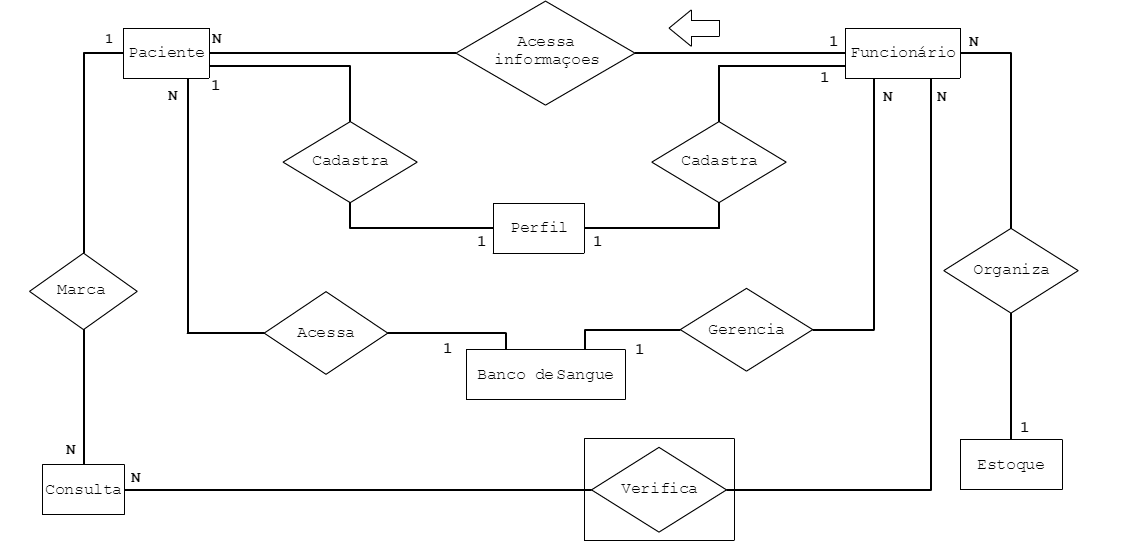 1
Paciente
N
1
N
Acessa
informaçoes
1
Funcionário
N
1
N
N
Cadastra
Cadastra
Perfil
1
1
Marca
Organiza
Acessa
Gerencia
1
1
Banco de Sangue
1
N
Estoque
N
Consulta
Verifica